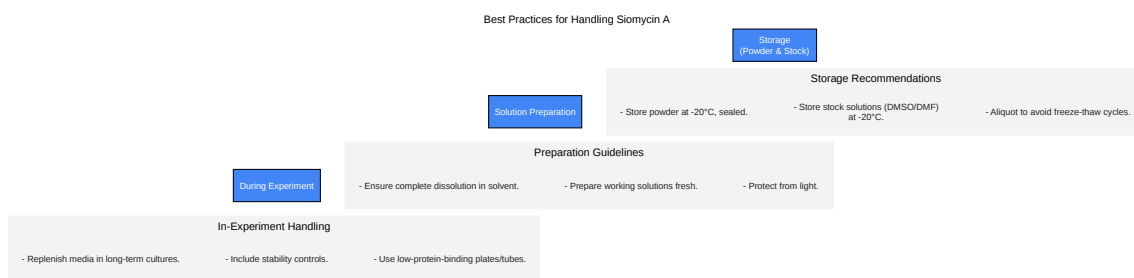 Best Practices for Handling Siomycin A
Storage
(Powder & Stock)
Storage Recommendations
- Store powder at -20°C, sealed.
- Store stock solutions (DMSO/DMF)
at -20°C.
- Aliquot to avoid freeze-thaw cycles.
Solution Preparation
Preparation Guidelines
- Ensure complete dissolution in solvent.
- Prepare working solutions fresh.
- Protect from light.
During Experiment
In-Experiment Handling
- Replenish media in long-term cultures.
- Include stability controls.
- Use low-protein-binding plates/tubes.